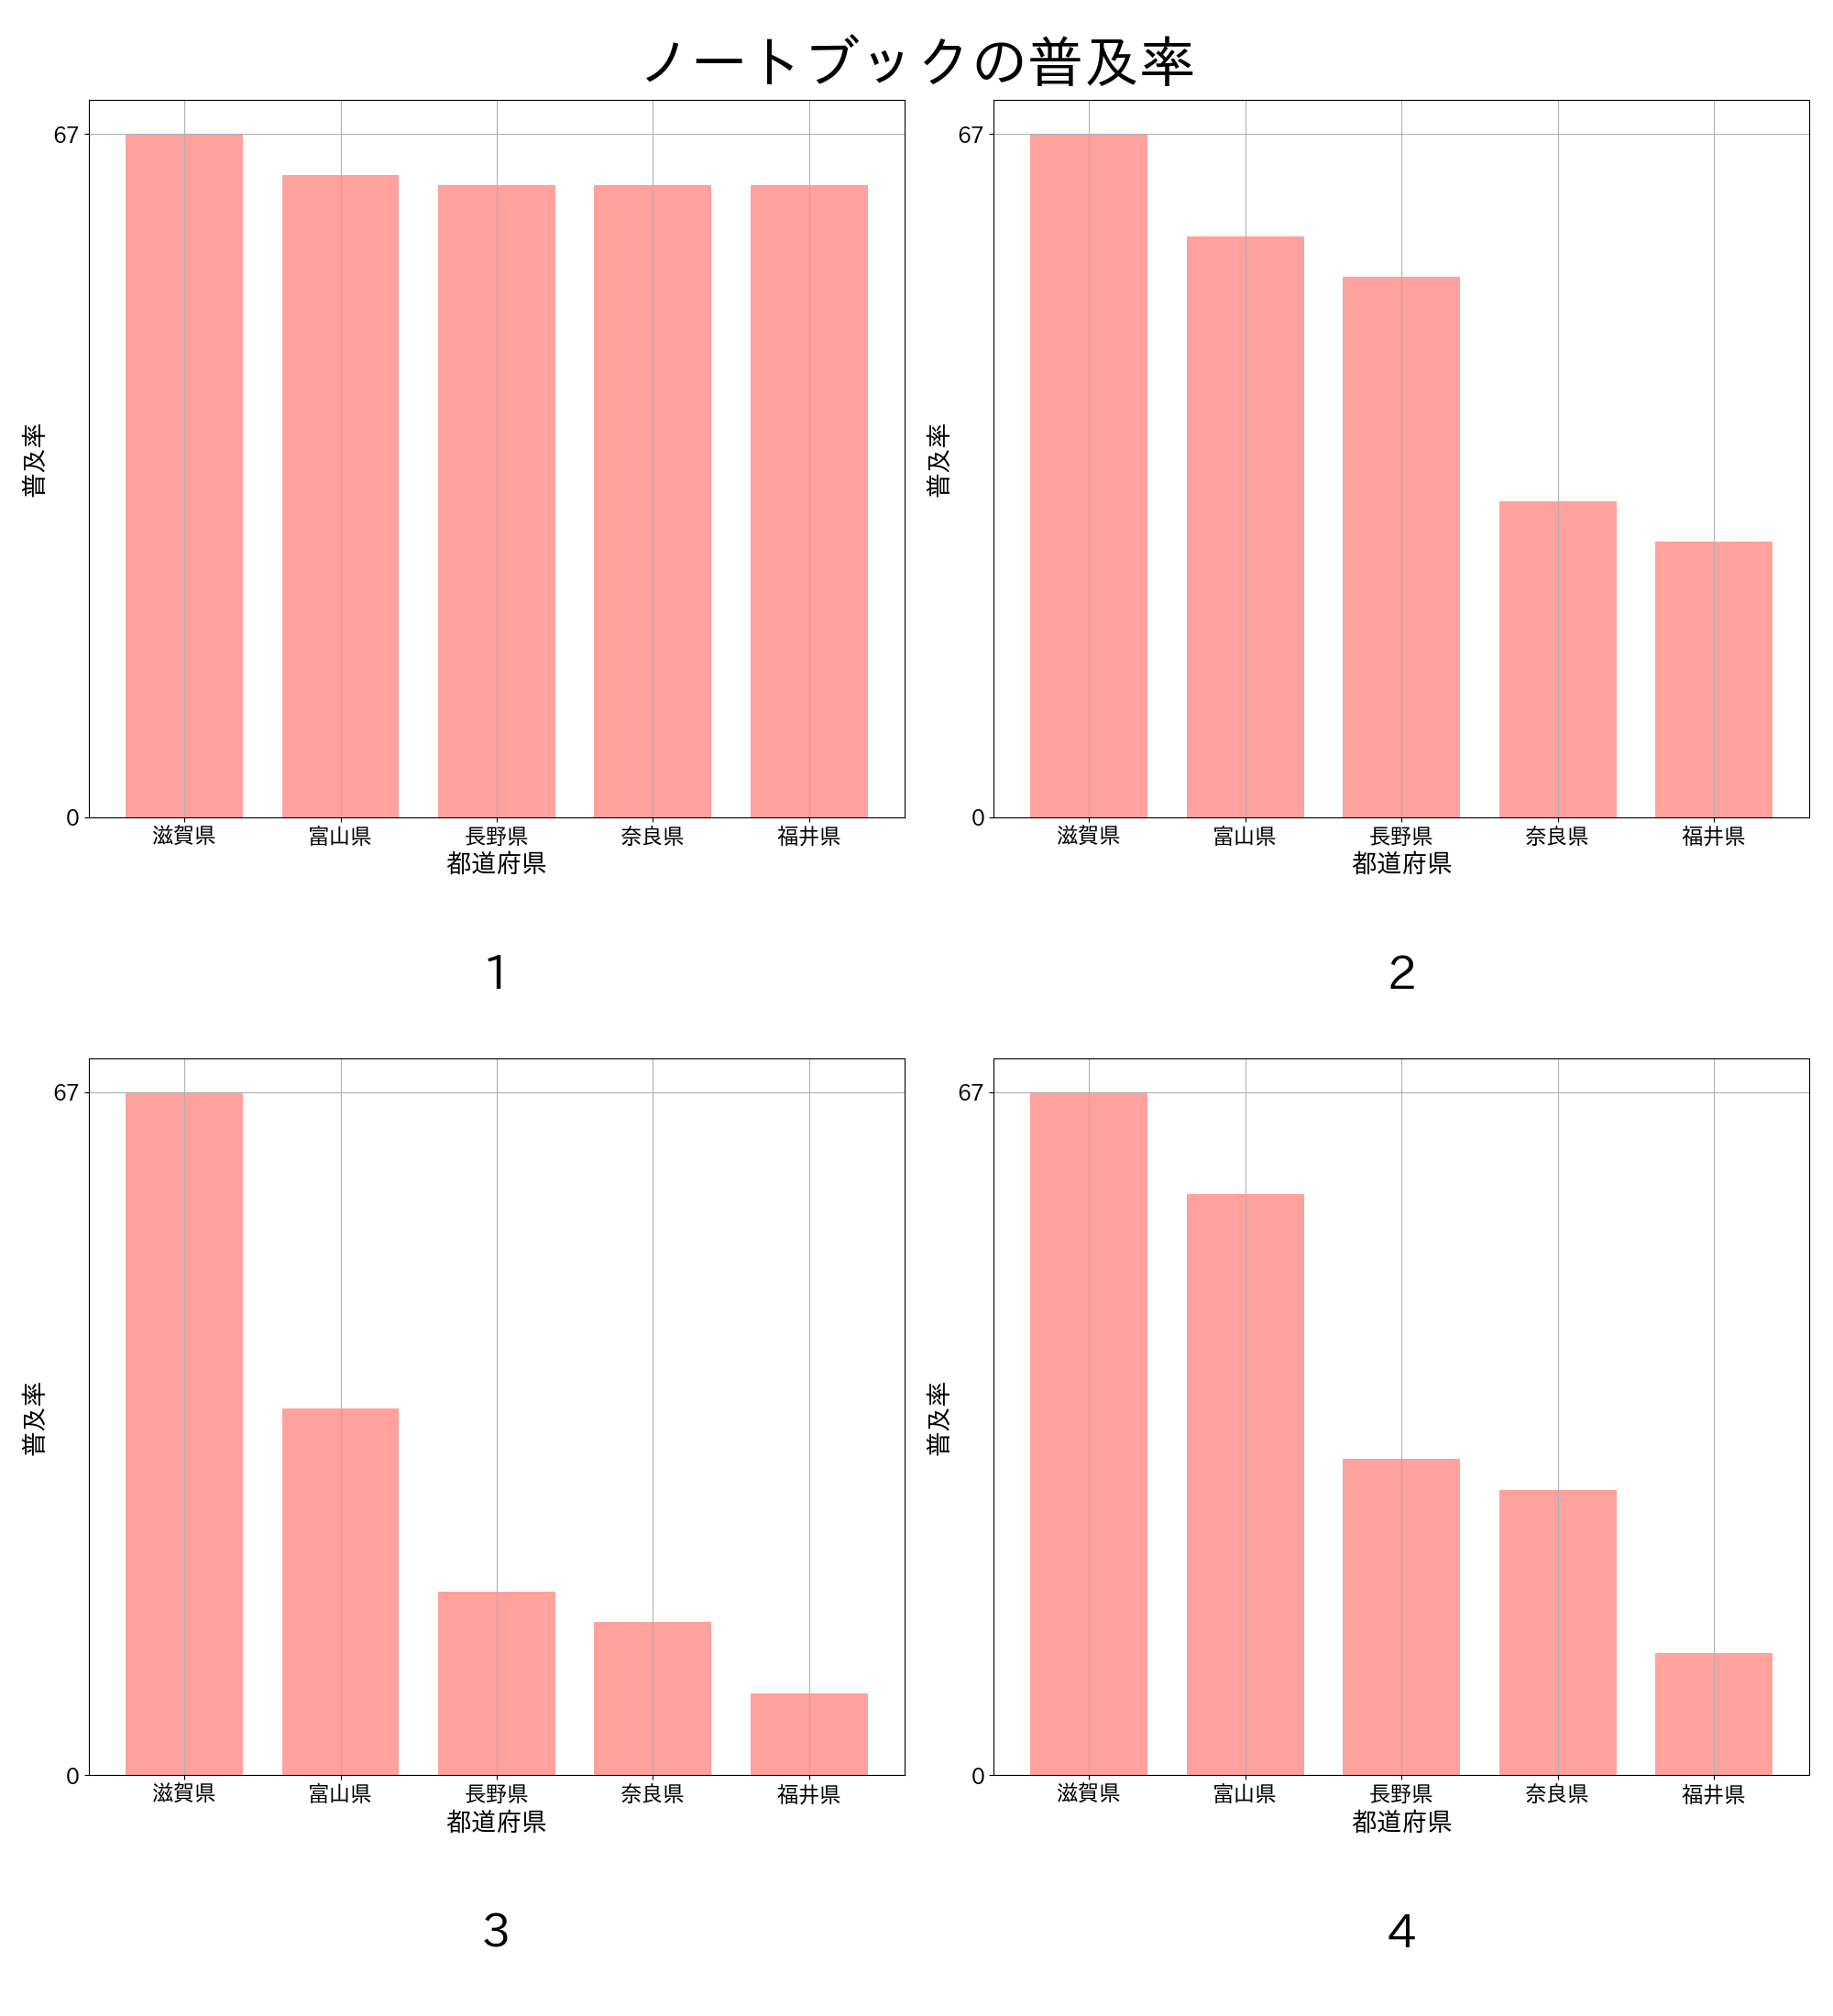 ノートブックの普及率
67
0
普及率
滋賀県 富山県 長野県 奈良県 福井県
都道府県
1
67
0
普及率
滋賀県 富山県 長野県 奈良県 福井県
都道府県
2
67
0
普及率
滋賀県 富山県 長野県 奈良県 福井県
都道府県
3
67
0
普及率
滋賀県 富山県 長野県 奈良県 福井県
都道府県
4